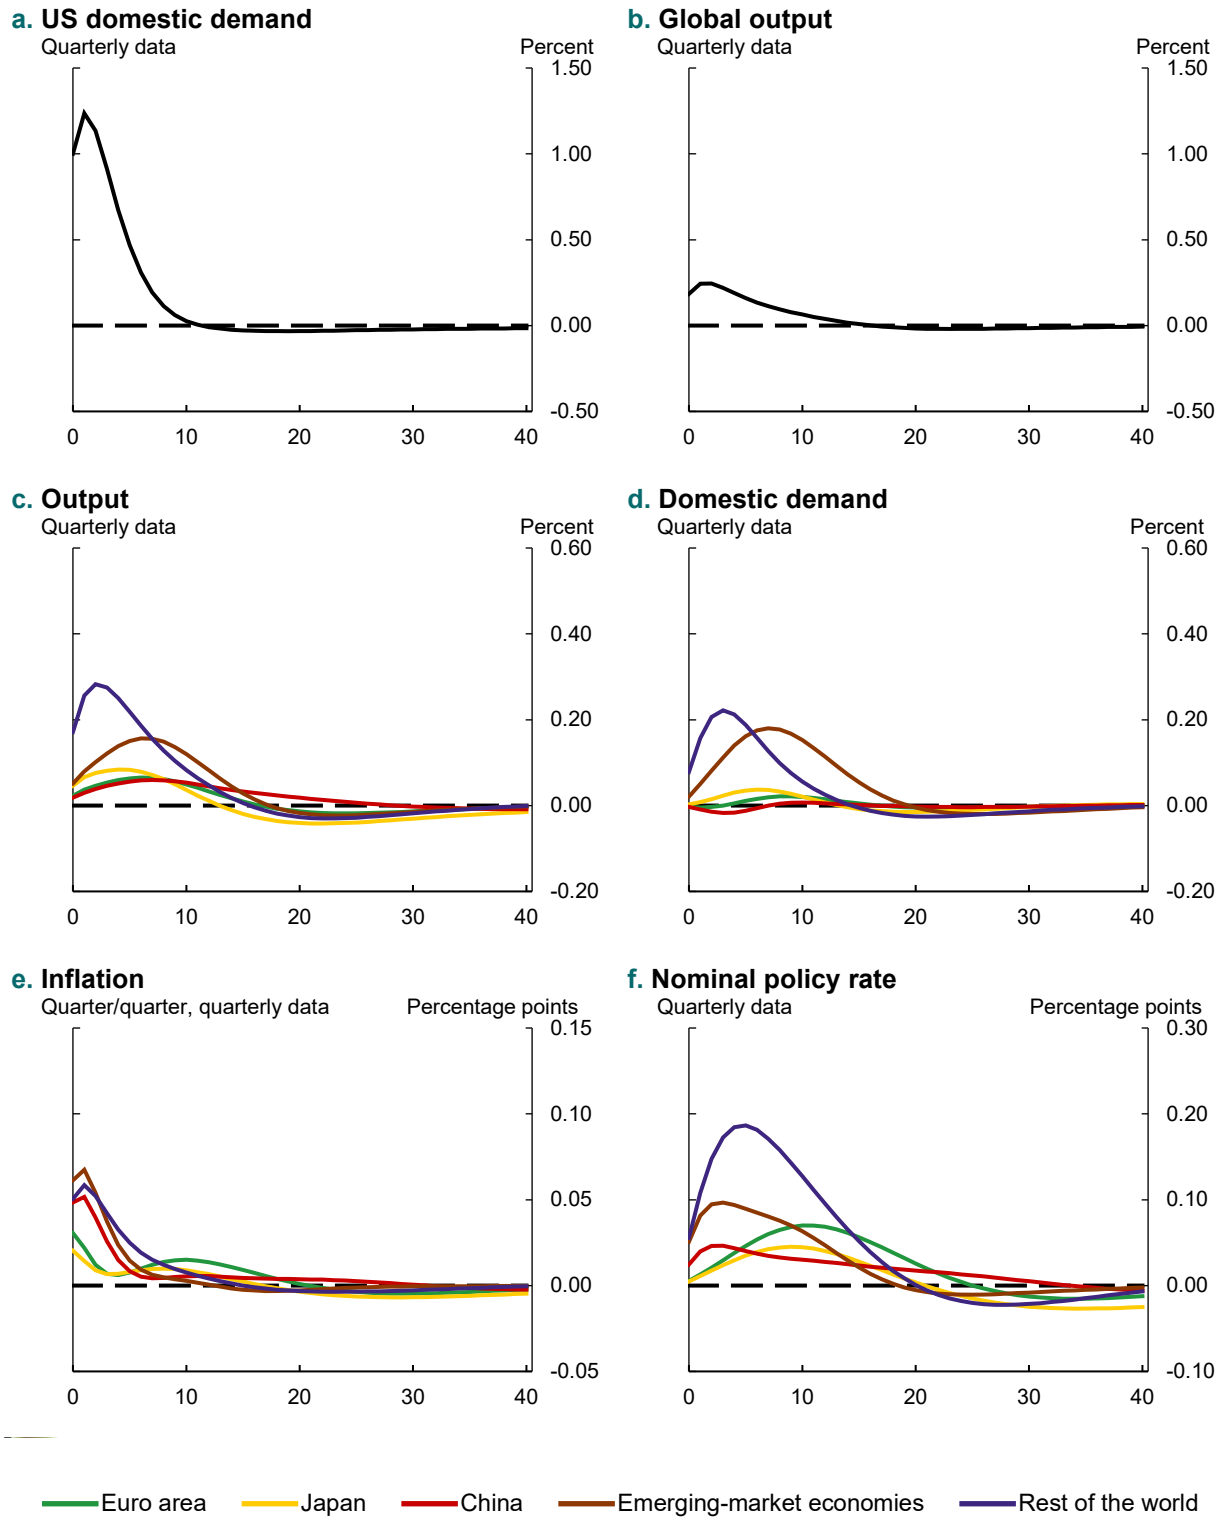 a. US domestic demand
Quarterly data Percent
1.50
1.00
0.50
0.00
-0.50
0 10 20 30 40
b. Global output
Quarterly data Percent
1.50
1.00
0.50
0.00
-0.50
0 10 20 30 40
c. Output
Quarterly data Percent
0.60
0.40
0.20
0.00
-0.20
0 10 20 30 40
d. Domestic demand
Quarterly data Percent
0.60
0.40
0.20
0.00
-0.20
0 10 20 30 40
e. Inflation
Quarter/quarter, quarterly data Percentage points
0.15
0.10
0.05
0.00
-0.05
0 10 20 30 40
f. Nominal policy rate
Quarterly data Percentage points
0.30
0.20
0.10
0.00
-0.10
0 10 20 30 40
Euro area Japan China Emerging-market economies Rest of the world